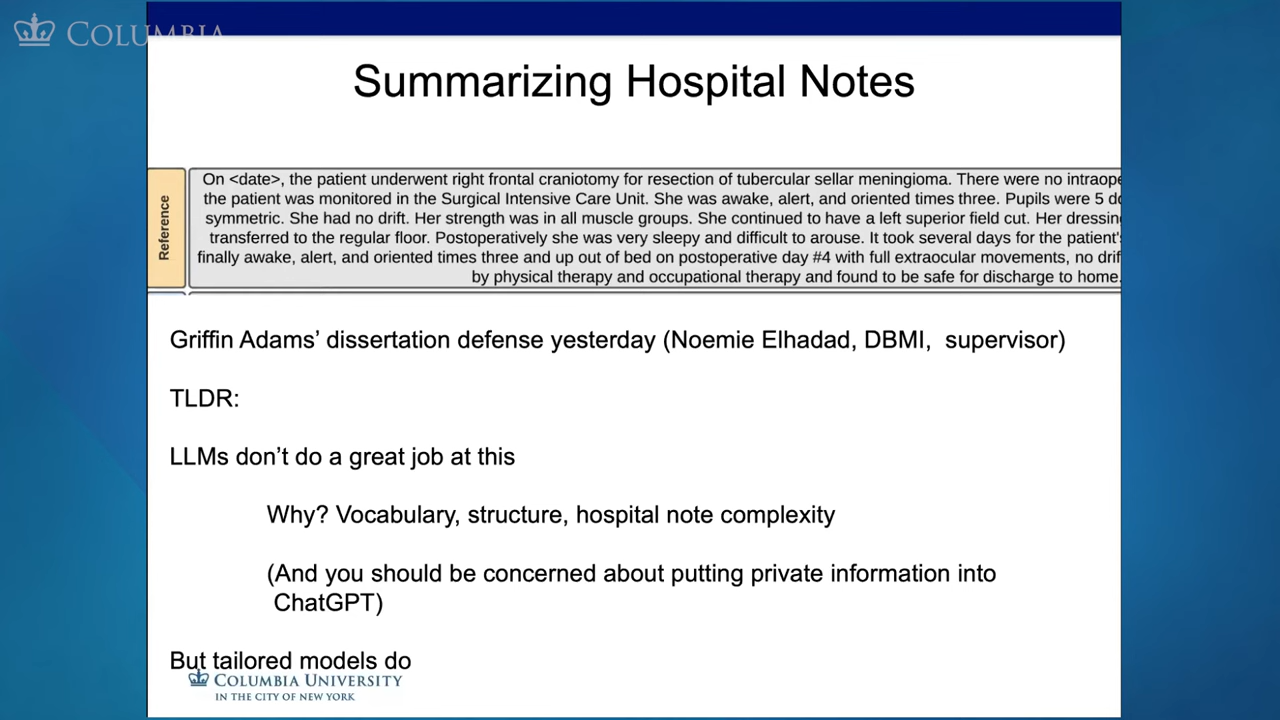 COLUMBIA
Summarizing Hospital Notes
Reference
On <date>, the patient underwent right frontal craniotomy for resection of tubercular sellar meningioma. There were no intraope
the patient was monitored in the Surgical Intensive Care Unit. She was awake, alert, and oriented times three. Pupils were 5 do
symmetric. She had no drift. Her strength was in all muscle groups. She continued to have a left superior field cut. Her dressin
transferred to the regular floor. Postoperatively she was very sleepy and difficult to arouse. It took several days for the patient's
finally awake, alert, and oriented times three and up out of bed on postoperative day #4 with full extraocular movements, no drif
by physical therapy and occupational therapy and found to be safe for discharge to home.
Griffin Adams’ dissertation defense yesterday (Noemie Elhadad, DBMI, supervisor)
TLDR:
LLMs don’t do a great job at this
Why? Vocabulary, structure, hospital note complexity
(And you should be concerned about putting private information into
ChatGPT)
But tailored models do
COLUMBIA UNIVERSITY
IN THE CITY OF NEW YORK